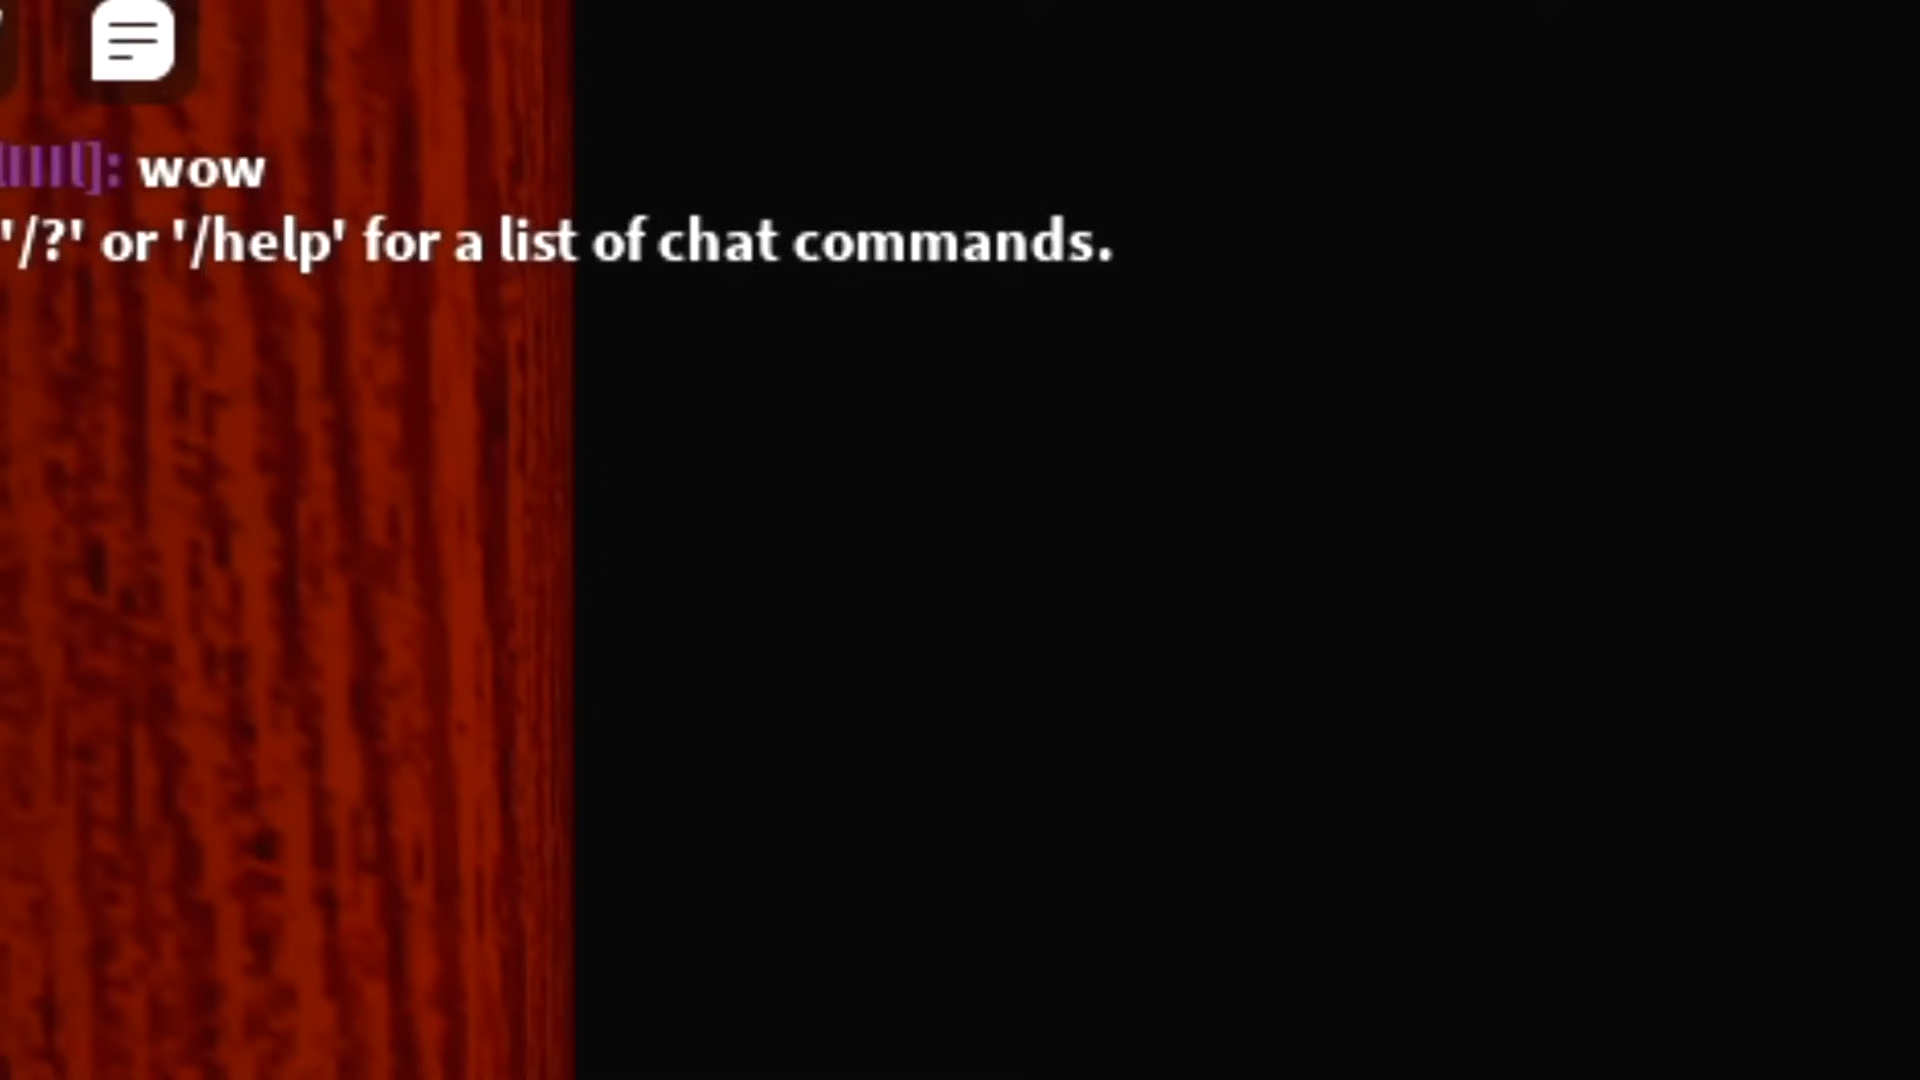 wow
'/?' or '/help' for a list of chat commands.